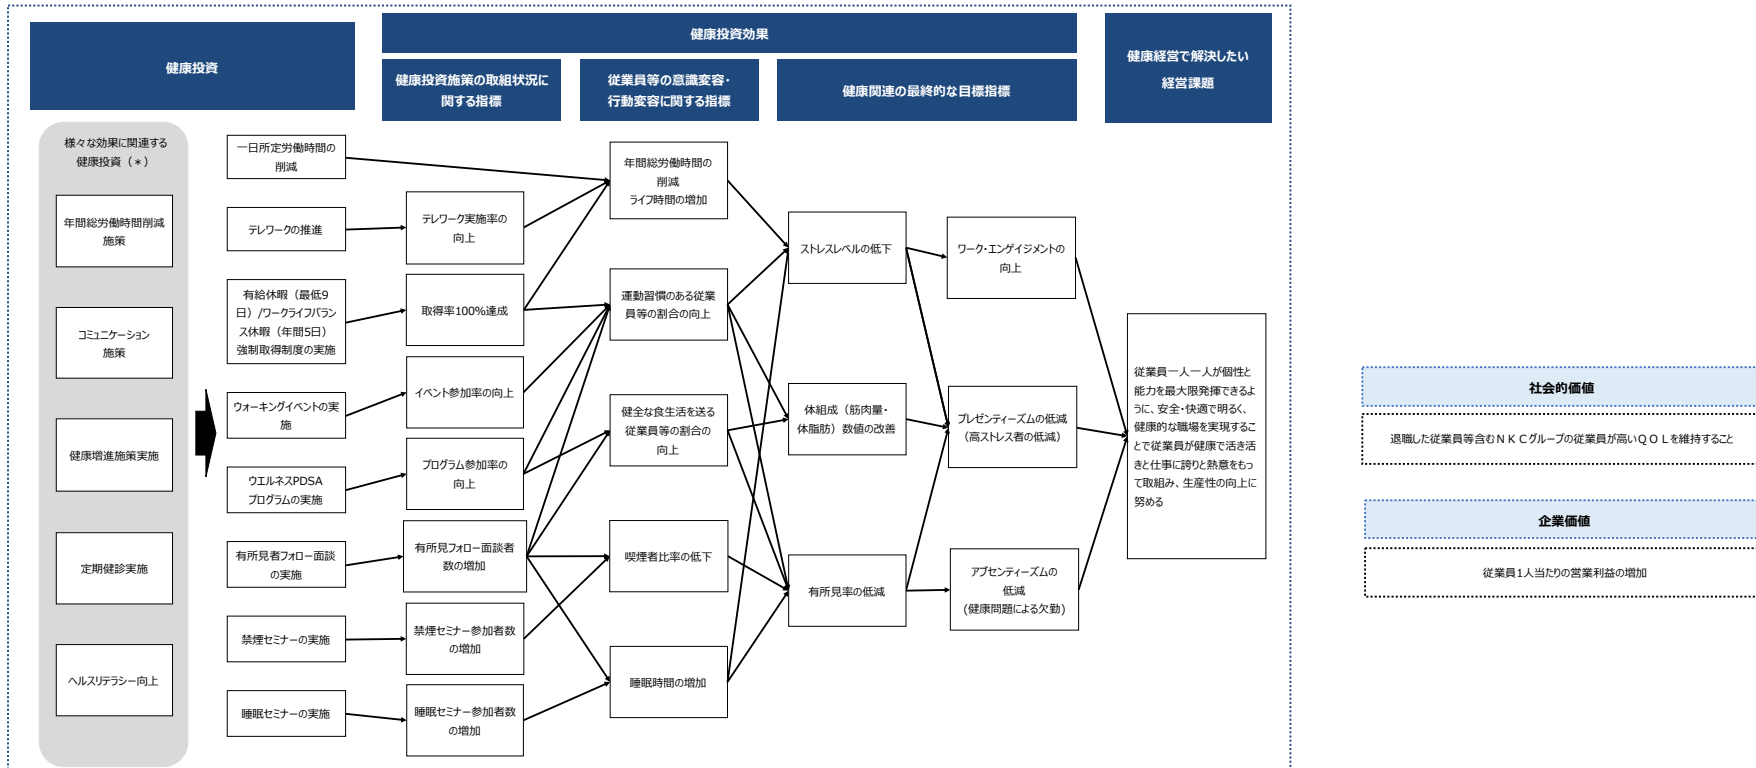 健康投資
健康投資効果
健康投資施策の取組状況に
関する指標
従業員等の意識変容・
行動変容に関する指標
健康関連の最終的な目標指標
健康経営で解決したい
経営課題
様々な効果に関連する
健康投資（＊）
年間総労働時間削減
施策
コミュニケーション
施策
健康増進施策実施
定期健診実施
ヘルスリテラシー向上
一日所定労働時間の
削減
テレワークの推進
有給休暇（最低9
日）/ワークライフバラン
ス休暇（年間5日）
強制取得制度の実施
ウォーキングイベントの実
施
ウエルネスPDSA
プログラムの実施
有所見者フォロー面談
の実施
禁煙セミナーの実施
睡眠セミナーの実施
テレワーク実施率の
向上
取得率100%達成
イベント参加率の向上
プログラム参加率の
向上
有所見フォロー面談者
数の増加
禁煙セミナー参加者数
の増加
睡眠セミナー参加者数
の増加
年間総労働時間の
削減
ライフ時間の増加
運動習慣のある従業
員等の割合の向上
健全な食生活を送る
従業員等の割合の
向上
喫煙者比率の低下
睡眠時間の増加
ストレスレベルの低下
体組成（筋肉量・
体脂肪）数値の改善
有所見率の低減
ワーク・エンゲイジメントの
向上
プレゼンティーズムの低減
（高ストレス者の低減）
アブセンティーズムの
低減
(健康問題による欠勤)
従業員一人一人が個性と
能力を最大限発揮できるよ
うに、安全・快適で明るく、
健康的な職場を実現するこ
とで従業員が健康で活き活
きと仕事に誇りと熱意をもっ
て取組み、生産性の向上に
努める
社会的価値
退職した従業員等含むＮＫＣグループの従業員が高いＱＯＬを維持すること
企業価値
従業員1人当たりの営業利益の増加